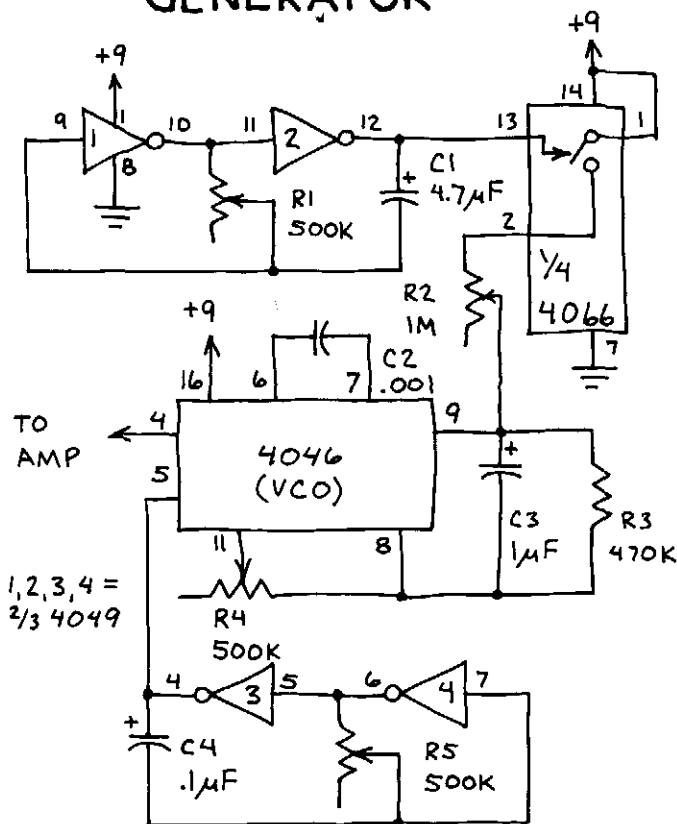 GENERATOR
+9
+9
14
9
1
1
10
11
2
12
13
1
8
C1
+
4.7µF
R1
500K
2
1/4
4066
7
R2
1M
+9
16
6
7
C2
.001
TO
AMP
4
4046
(VCO)
9
+
5
11
8
C3
1µF
R3
470K
1,2,3,4 =
2/3 4049
R4
500K
4
3
5
6
4
7
+
C4
.1µF
R5
500K